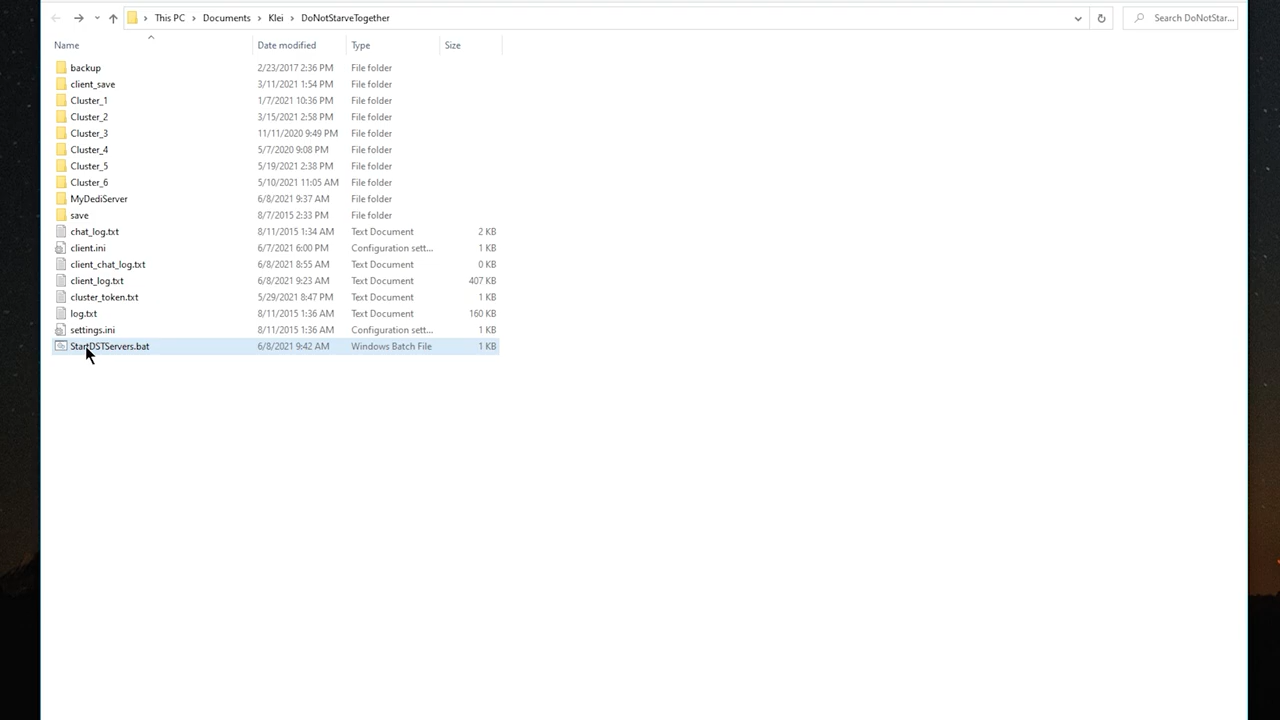 This PC > Documents > Klei > DoNotStarveTogether
Search DoNotStar...
Name Date modified Type Size
backup 2/23/2017 2:36 PM File folder
client_save 3/11/2021 1:54 PM File folder
Cluster_1 1/7/2021 10:36 PM File folder
Cluster_2 3/15/2021 2:58 PM File folder
Cluster_3 11/11/2020 9:49 PM File folder
Cluster_4 5/7/2020 9:08 PM File folder
Cluster_5 5/19/2021 2:38 PM File folder
Cluster_6 5/10/2021 11:05 AM File folder
MyDediServer 6/8/2021 9:37 AM File folder
save 8/7/2015 2:33 PM File folder
chat_log.txt 8/11/2015 1:34 AM Text Document 2 KB
client.ini 6/7/2021 6:00 PM Configuration sett... 1 KB
client_chat_log.txt 6/8/2021 8:55 AM Text Document 0 KB
client_log.txt 6/8/2021 9:23 AM Text Document 407 KB
cluster_token.txt 5/29/2021 8:47 PM Text Document 1 KB
log.txt 8/11/2015 1:36 AM Text Document 160 KB
settings.ini 8/11/2015 1:36 AM Configuration sett... 1 KB
StartDSTServers.bat 6/8/2021 9:42 AM Windows Batch File 1 KB